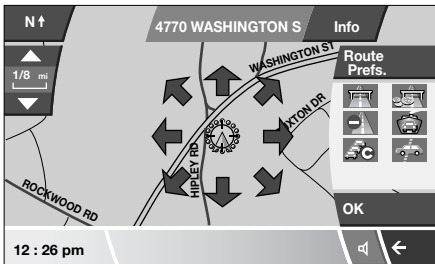 N
4770 WASHINGTON S
Info
1/8 mi
WASHINGTON ST
Route
Prefs.
XTON DR
HIPLEY RD
ROCKWOOD RD
C
OK
12 : 26 pm